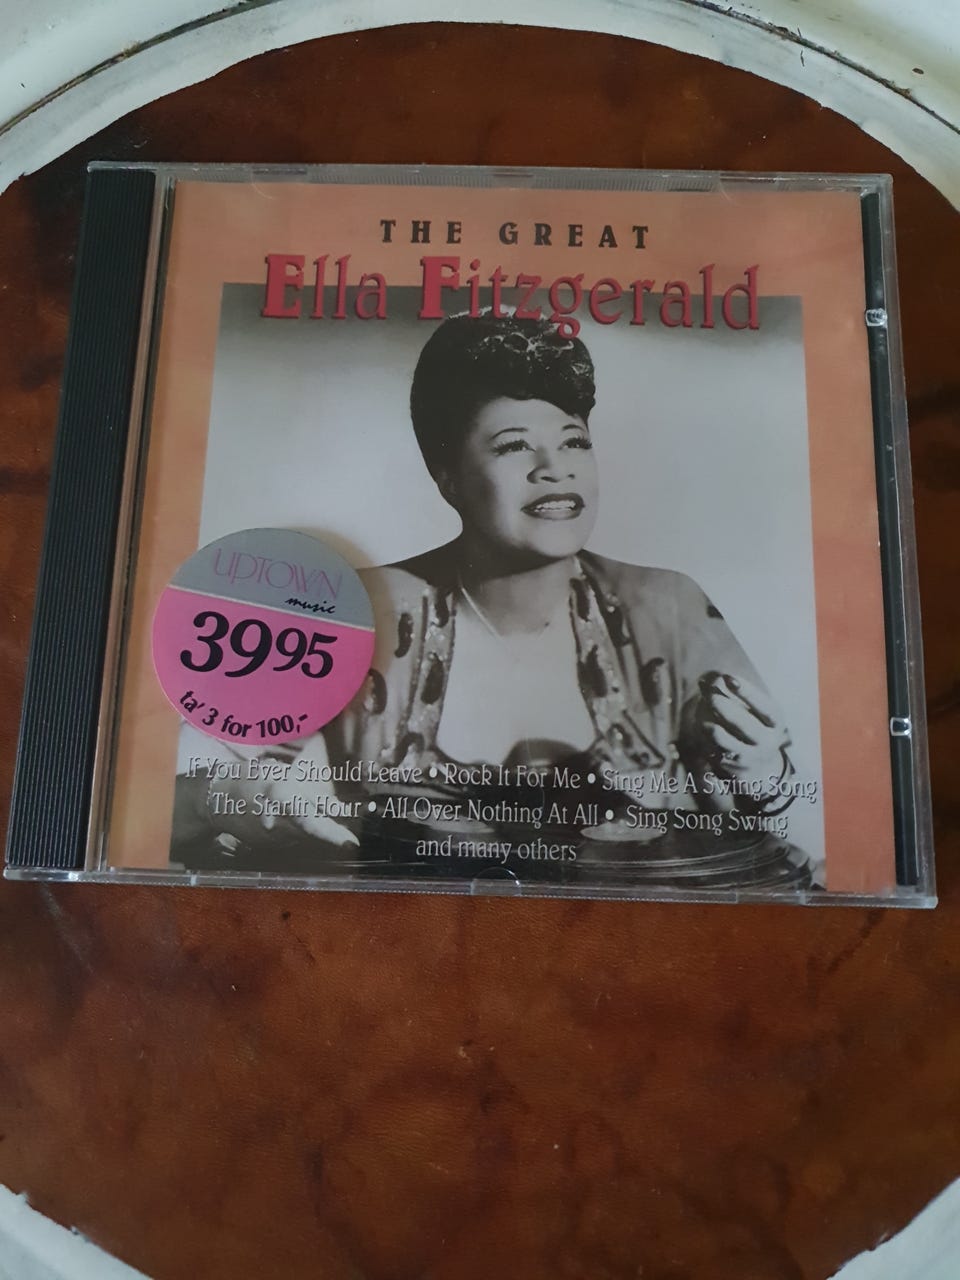 THE GREAT
Ella Fitzgerald
UPTOWN
music
3995
ta' 3 for 100,-
If You Ever Should Leave • Rock It For Me • Sing Me A Swing Song
The Starlit Hour • All Over Nothing At All • Sing Song Swing
and many others